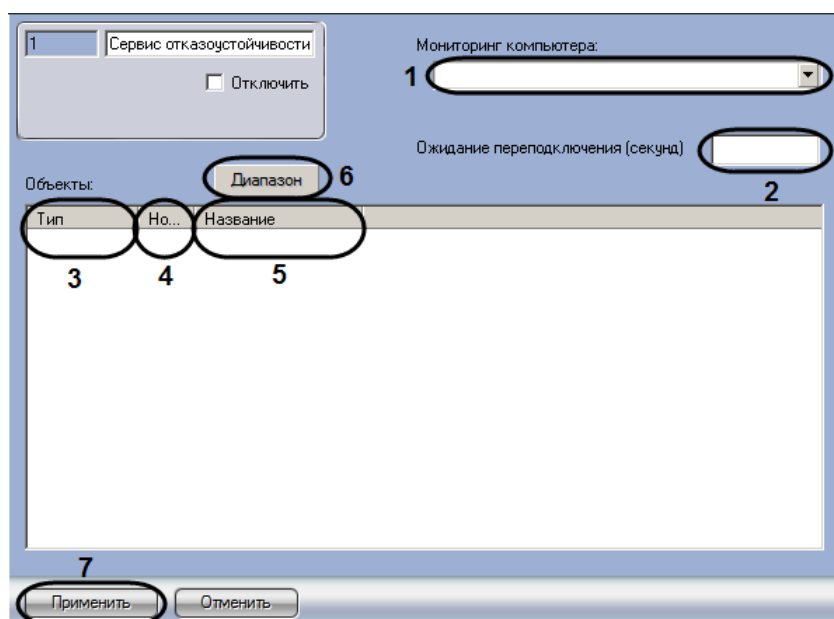 1 Сервис отказоустойчивости
Отключить
Мониторинг компьютера:
1
Ожидание переподключения (секунд)
2
Объекты:
Диапазон 6
Тип Но... Название
3 4 5
7
Применить Отменить